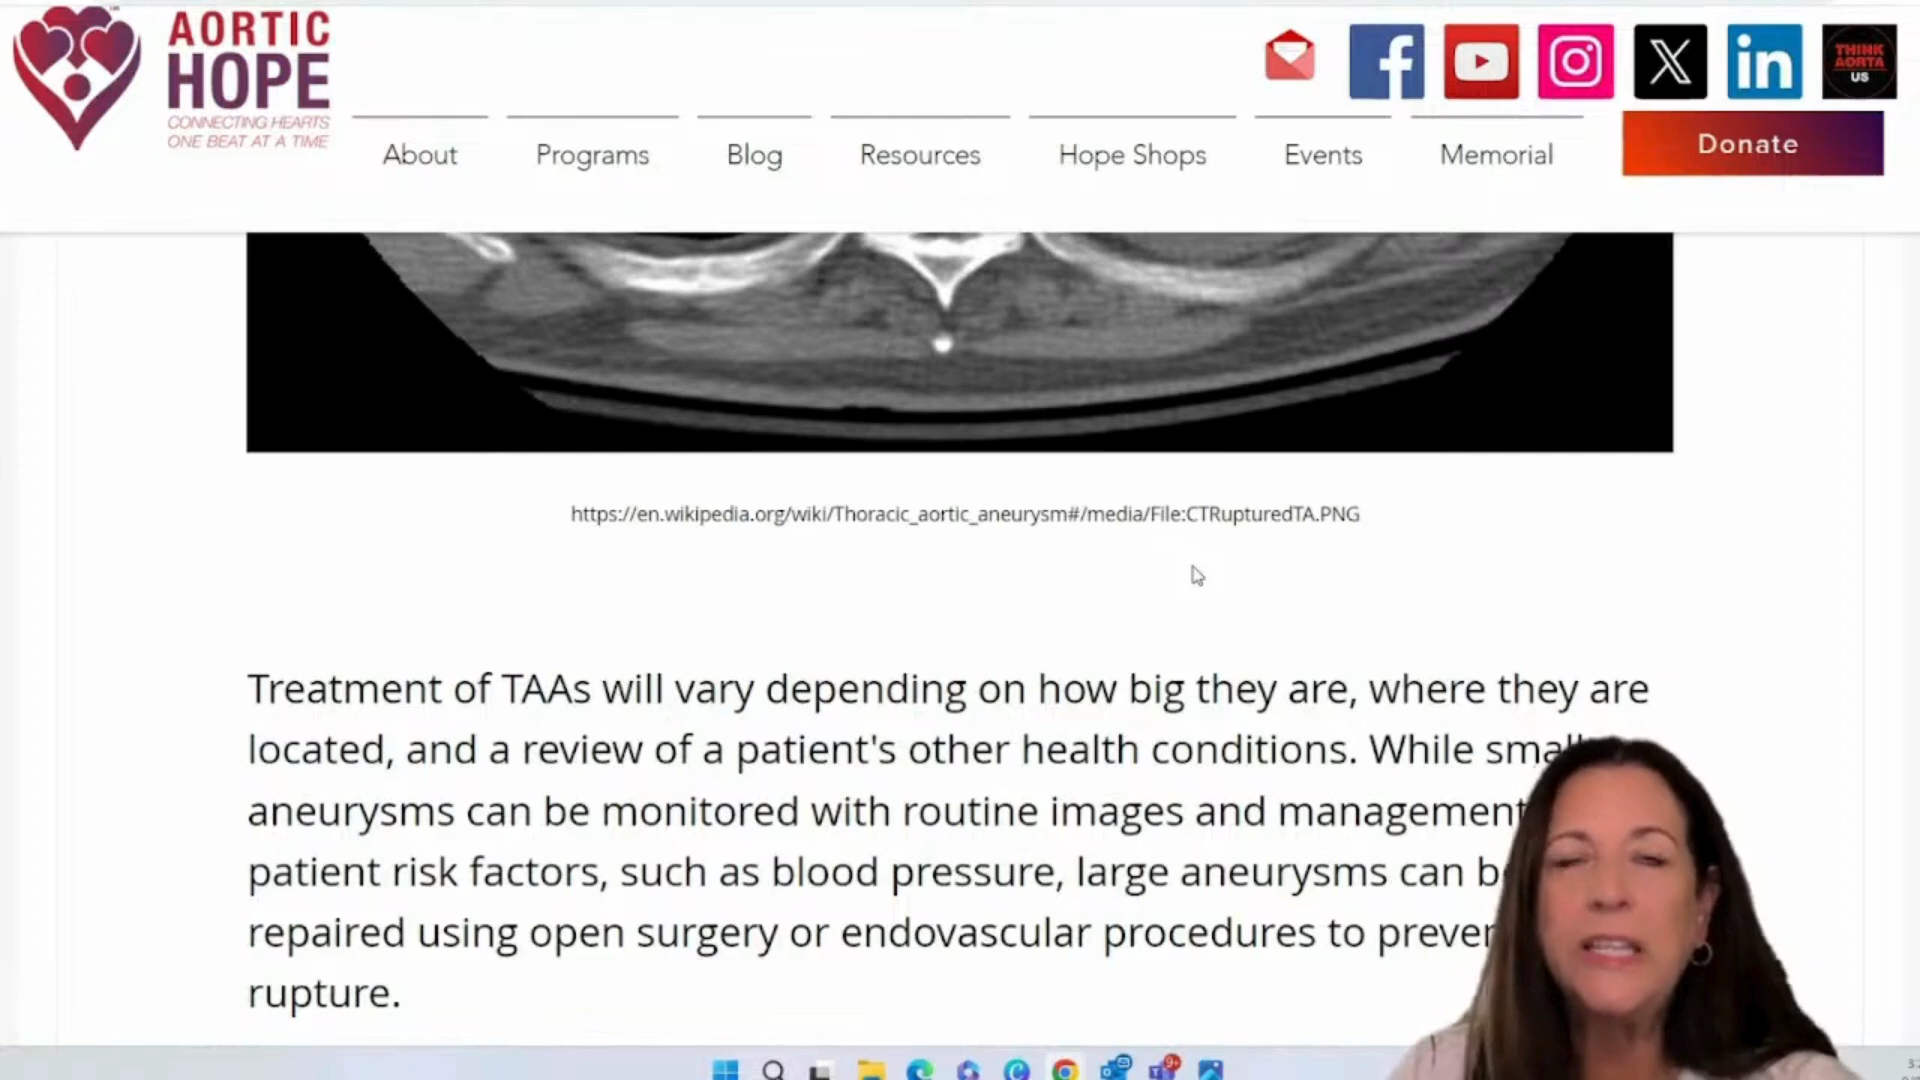 AORTIC
HOPE
CONNECTING HEARTS
ONE BEAT AT A TIME
THINK
AORTA
US
About
Programs
Blog
Resources
Hope Shops
Events
Memorial
Donate
https://en.wikipedia.org/wiki/Thoracic_aortic_aneurysm#/media/File:CTRupturedTA.PNG
Treatment of TAAs will vary depending on how big they are, where they are
located, and a review of a patient's other health conditions. While
aneurysms can be monitored with routine images and management
patient risk factors, such as blood pressure, large aneurysms can
repaired using open surgery or endovascular procedures to
rupture.